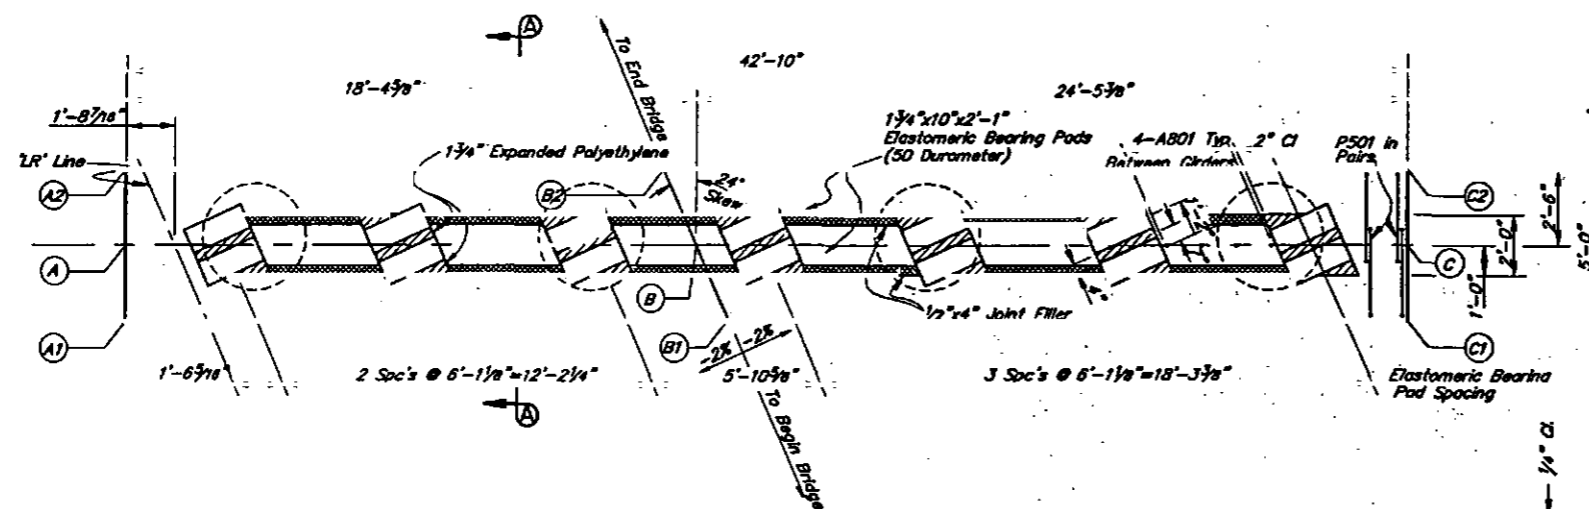 A
To End Bridge
42'-10"
18'-4⅝"
24'-5⅜"
1'-8⁷⁄₁₆"
1¾"x10"x2'-1"
Elastomeric Bearing Pads
(50 Durometer)
4-A801 Typ.
Between Girders
2" Cl
P501 in
Pairs
"LR" Line
1¾" Expanded Polyethylene
24°
Skew
A2
B2
C2
2'-6"
2'-0"
5'-0"
1'-0"
A
B
C
4"
½"x4" Joint Filler
A1
B1
C1
-2%
-2%
1'-6⁵⁄₁₆"
2 Spc's @ 6'-1⅛"=12'-2¼"
5'-10⅝"
3 Spc's @ 6'-1⅛"=18'-3⅜"
Elastomeric Bearing
Pad Spacing
A
To Begin Bridge
¼" Cl.